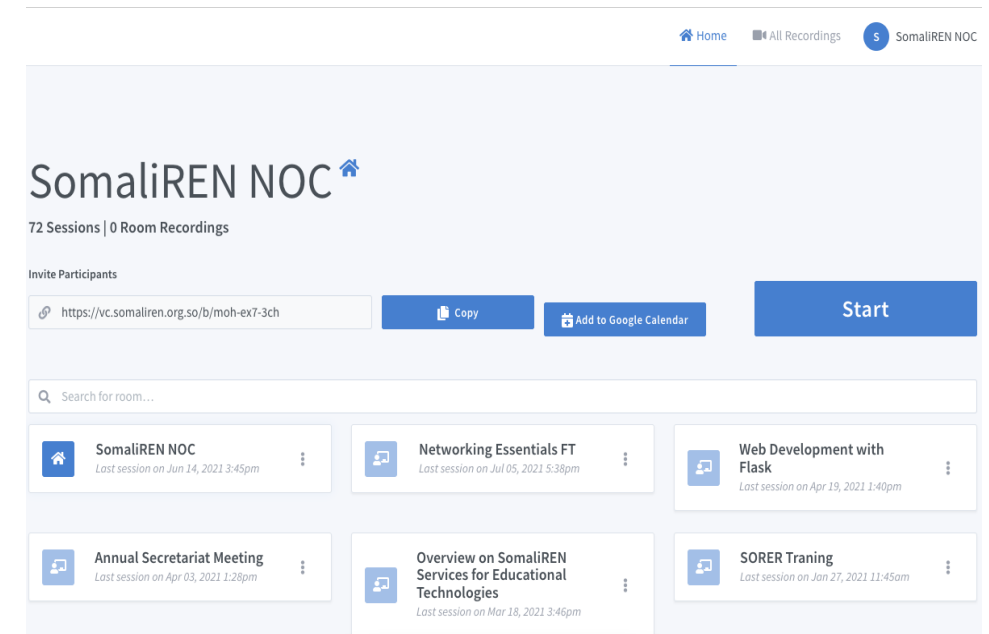 Home
All Recordings
S
SomaliREN NOC
SomaliREN NOC
72 Sessions | 0 Room Recordings
Invite Participants
https://vc.somaliren.org.so/b/moh-ex7-3ch
Copy
Add to Google Calendar
Start
Search for room...
SomaliREN NOC
Last session on Jun 14, 2021 3:45pm
Networking Essentials FT
Last session on Jul 05, 2021 5:38pm
Web Development with
Flask
Last session on Apr 19, 2021 1:40pm
Annual Secretariat Meeting
Last session on Apr 03, 2021 1:28pm
Overview on SomaliREN
Services for Educational
Technologies
Last session on Mar 18, 2021 3:46pm
SORER Traning
Last session on Jan 27, 2021 11:45am